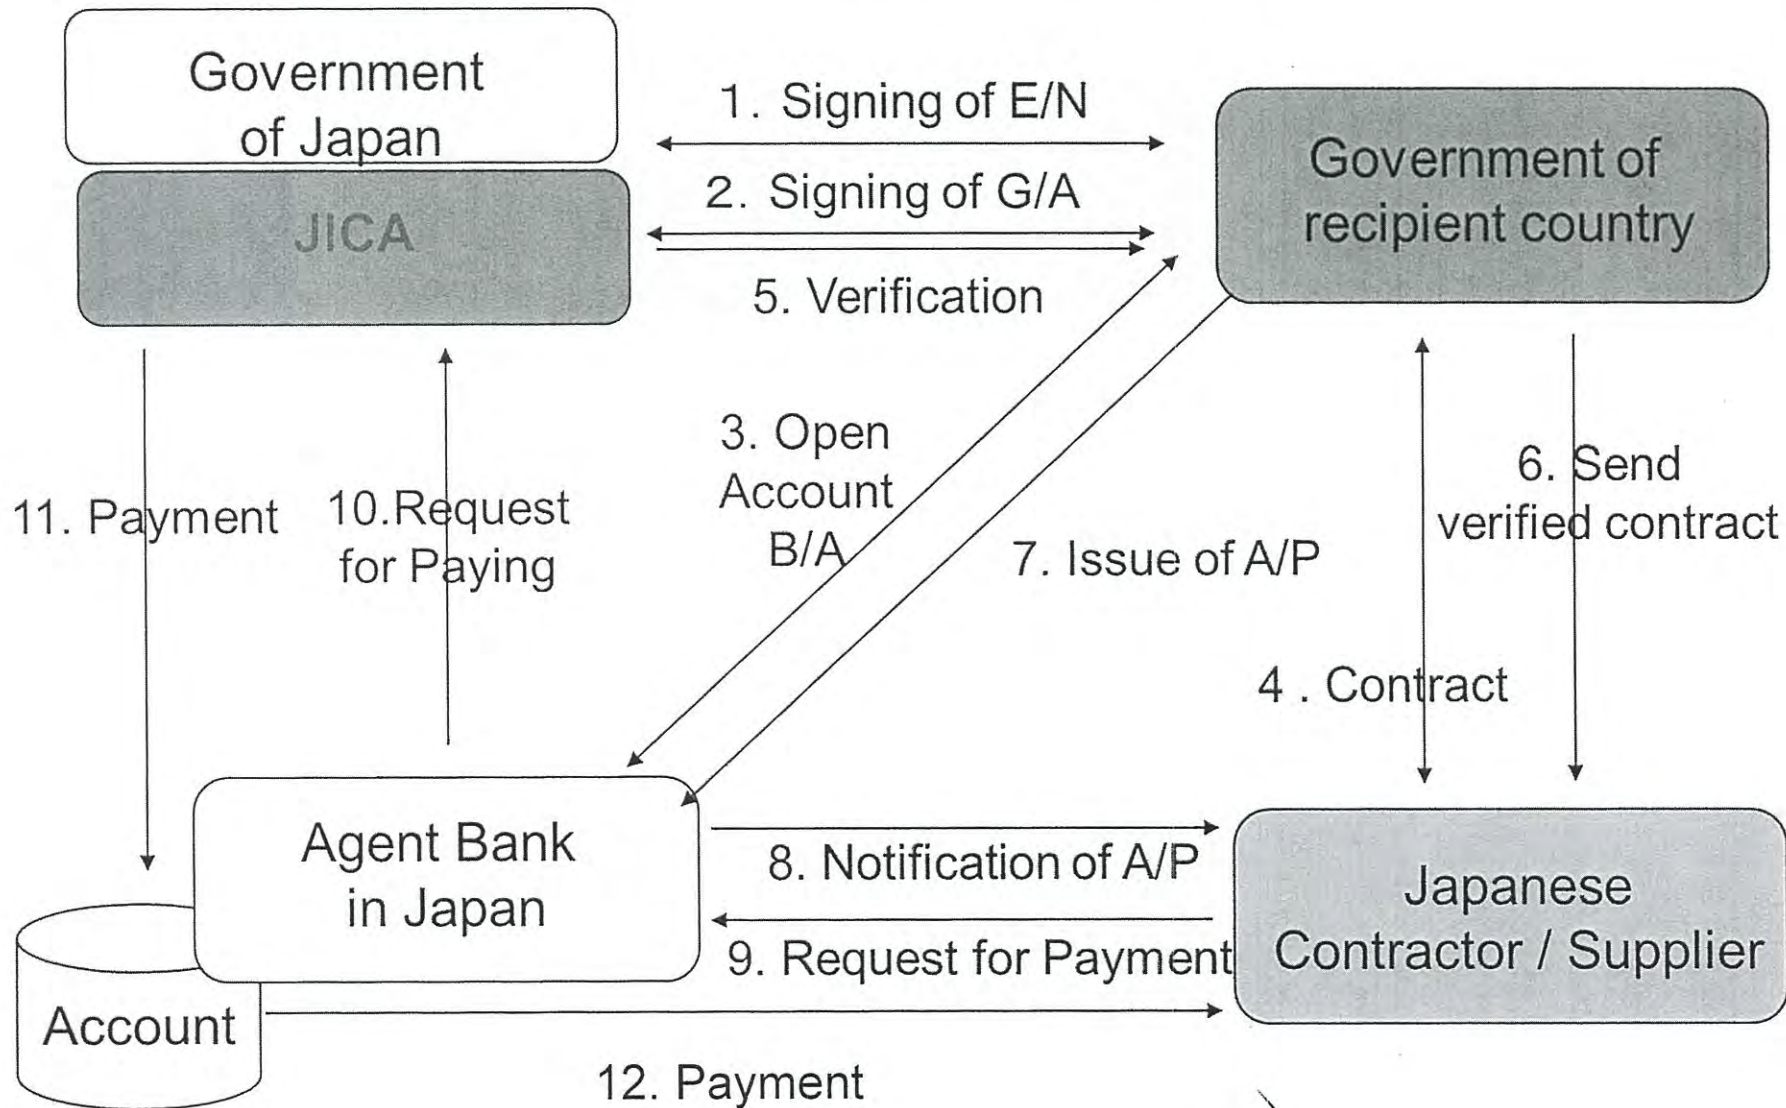 Government
of Japan
JICA
1. Signing of E/N
2. Signing of G/A
5. Verification
Government of
recipient country
11. Payment
10.Request
for Paying
3. Open
Account
B/A
7. Issue of A/P
6. Send
verified contract
4 . Contract
Agent Bank
in Japan
8. Notification of A/P
9. Request for Payment
Japanese
Contractor / Supplier
Account
12. Payment